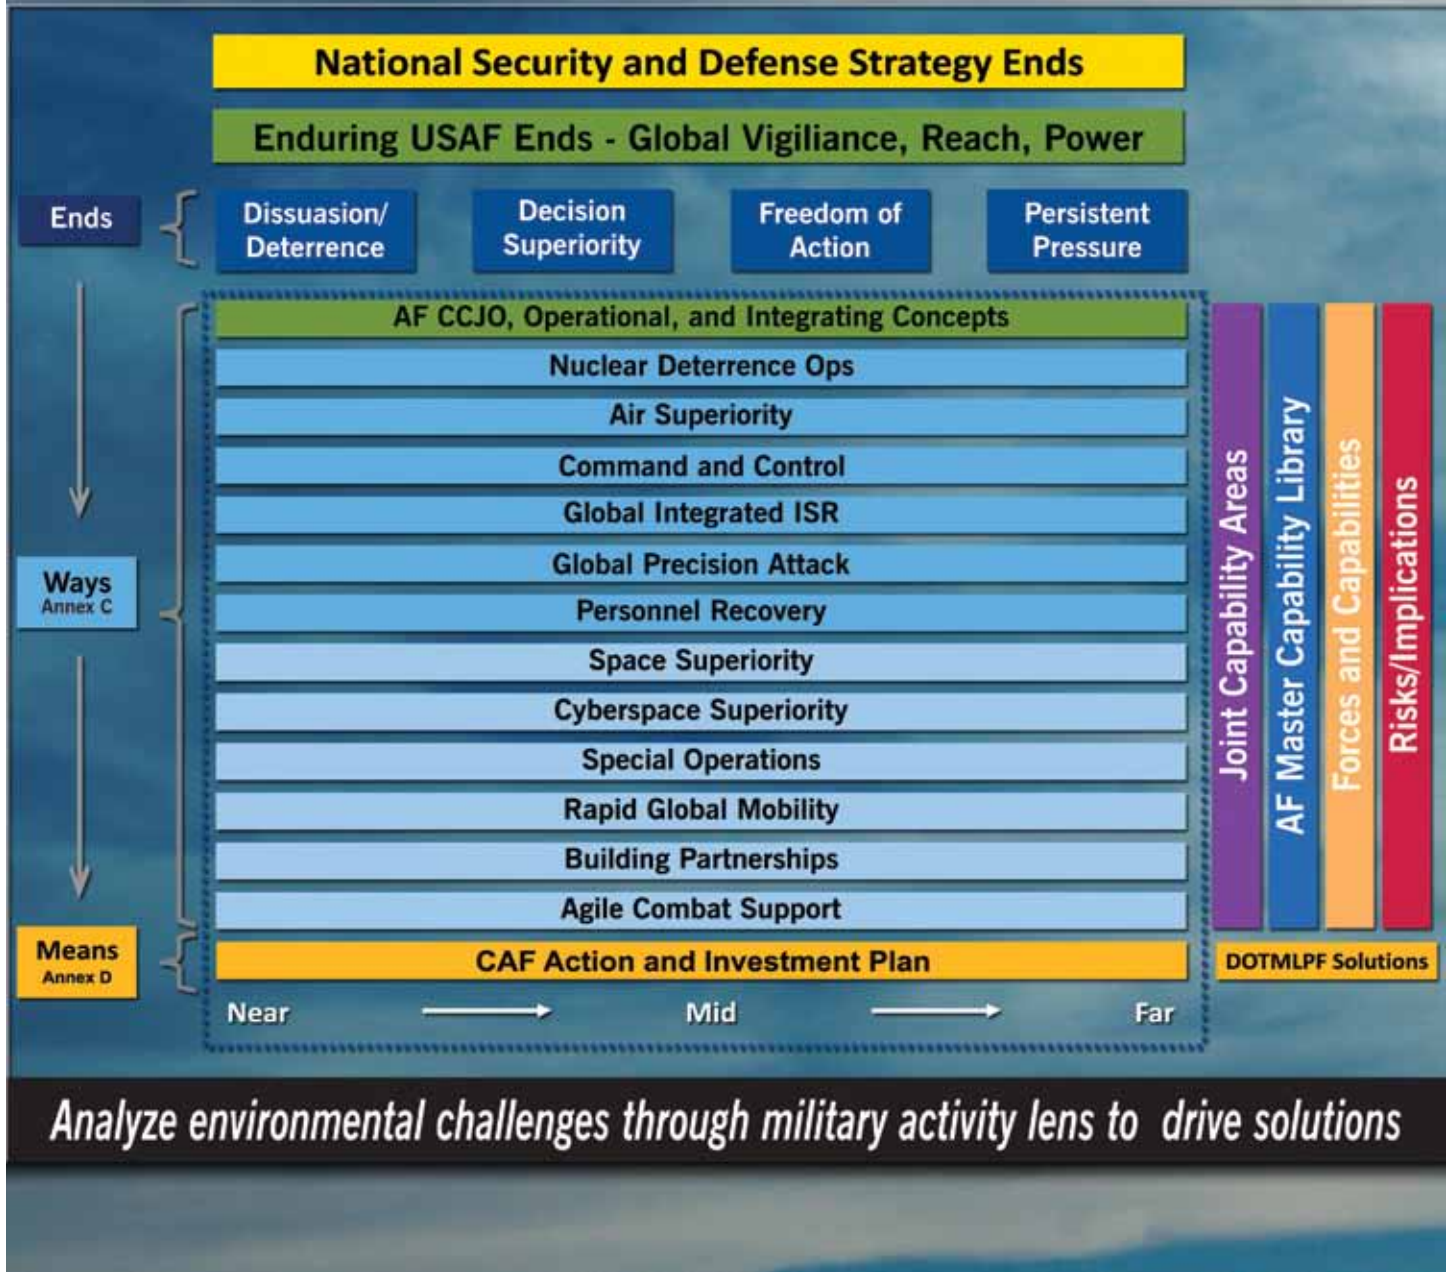 National Security and Defense Strategy Ends
Enduring USAF Ends - Global Vigiliance, Reach, Power
Ends
Dissuasion/
Deterrence
Decision
Superiority
Freedom of
Action
Persistent
Pressure
AF CCJO, Operational, and Integrating Concepts
Nuclear Deterrence Ops
Air Superiority
Command and Control
Global Integrated ISR
Global Precision Attack
Personnel Recovery
Space Superiority
Cyberspace Superiority
Special Operations
Rapid Global Mobility
Building Partnerships
Agile Combat Support
Ways
Annex C
Joint Capability Areas
AF Master Capability Library
Forces and Capabilities
Risks/Implications
Means
Annex D
CAF Action and Investment Plan
DOTMLPF Solutions
Near
Mid
Far
Analyze environmental challenges through military activity lens to drive solutions